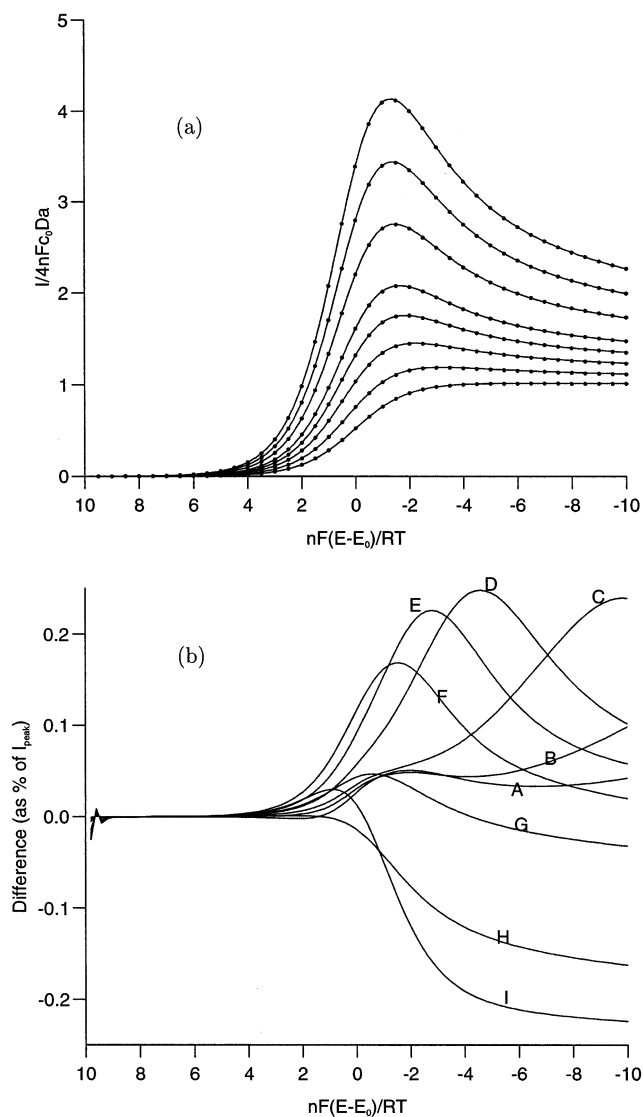 5
4
3
2
1
0
I/4nFc₀Da
(a)
10 8 6 4 2 0 -2 -4 -6 -8 -10
nF(E-E₀)/RT
0.2
0.1
0.0
-0.1
-0.2
Difference (as % of Iₚₑₐₖ)
(b)
E
D
C
F
B
A
G
H
I
10 8 6 4 2 0 -2 -4 -6 -8 -10
nF(E-E₀)/RT